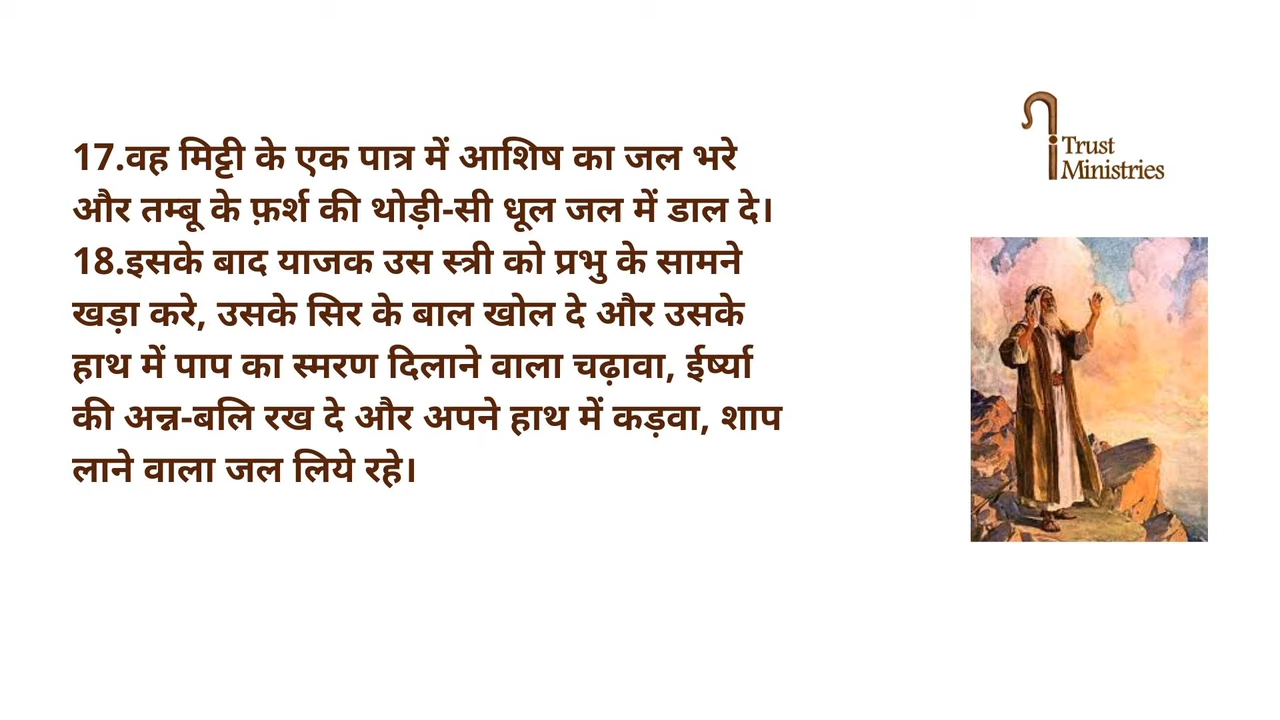 17.वह मिट्टी के एक पात्र में आशिष का जल भरे
और तम्बू के फ़र्श की थोड़ी-सी धूल जल में डाल दे।
18.इसके बाद याजक उस स्त्री को प्रभु के सामने
खड़ा करे, उसके सिर के बाल खोल दे और उसके
हाथ में पाप का स्मरण दिलाने वाला चढ़ावा, ईर्ष्या
की अन्न-बलि रख दे और अपने हाथ में कड़वा, शाप
लाने वाला जल लिये रहे।
Trust
Ministries